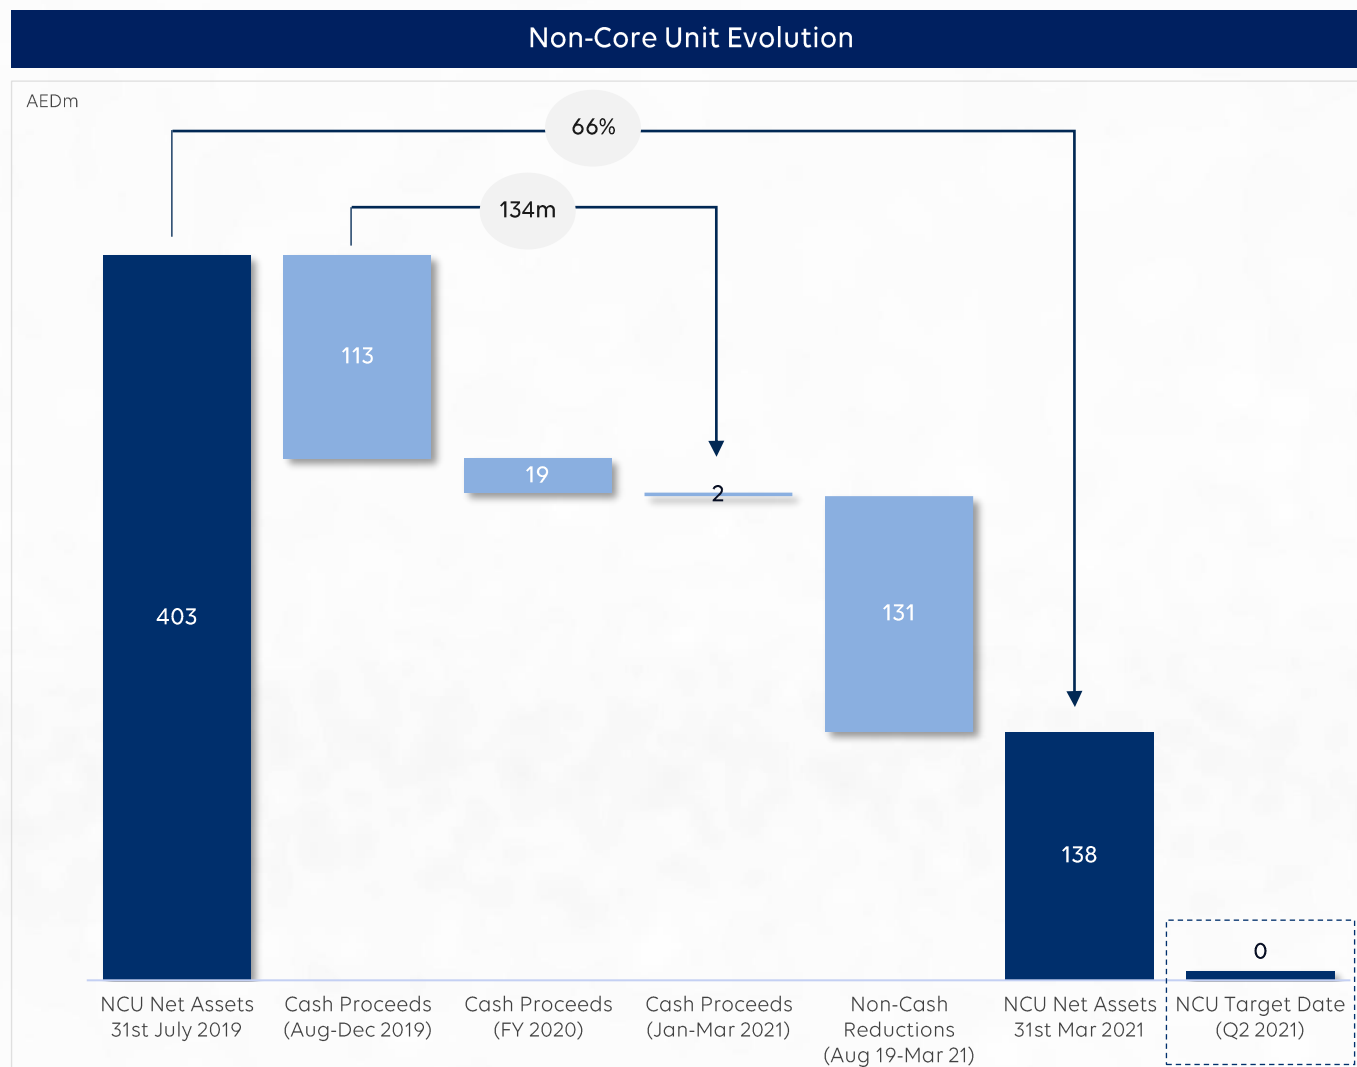 Non-Core Unit Evolution
AEDm
66%
134m
113
19
2
403
131
138
0
NCU Net Assets
31st July 2019
Cash Proceeds
(Aug-Dec 2019)
Cash Proceeds
(FY 2020)
Cash Proceeds
(Jan-Mar 2021)
Non-Cash
Reductions
(Aug 19-Mar 21)
NCU Net Assets
31st Mar 2021
NCU Target Date
(Q2 2021)